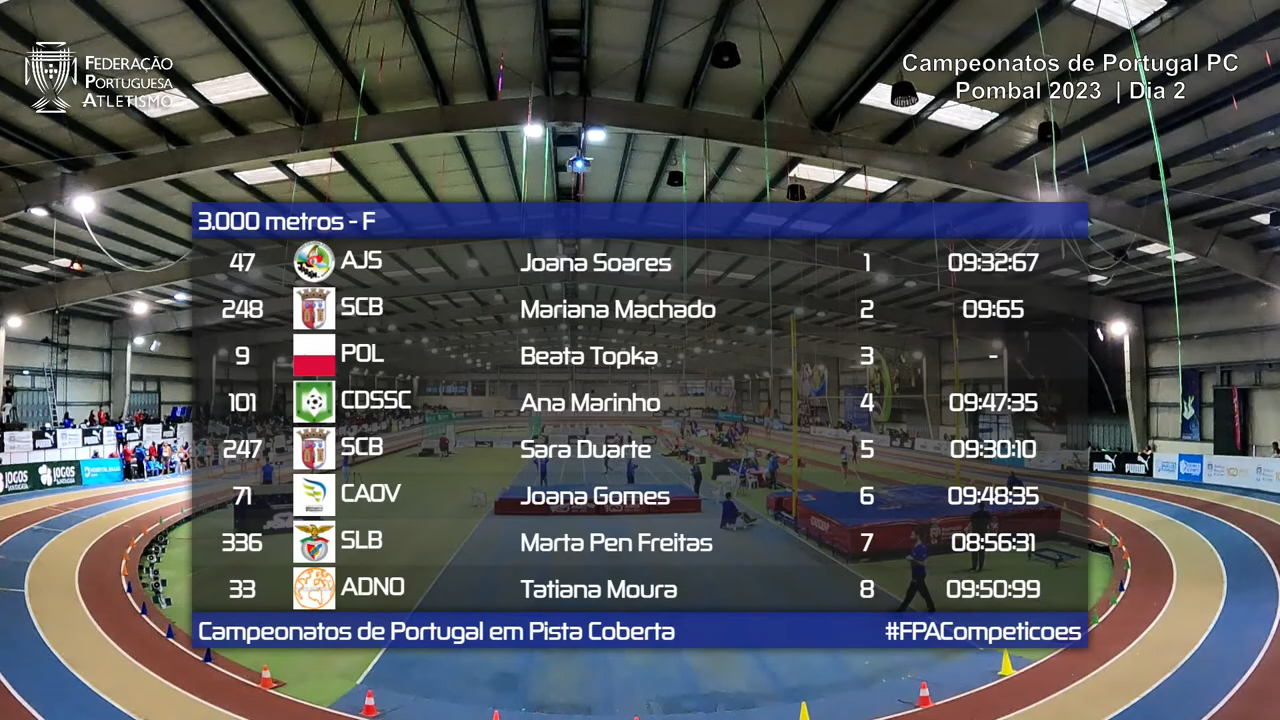 FEDERAÇÃO
PORTUGUESA
ATLETISMO
Campeonatos de Portugal PC
Pombal 2023 | Dia 2
3.000 metros - F
47 AJS Joana Soares 1 09:32:67
248 SCB Mariana Machado 2 09:65
9 POL Beata Topka 3 -
101 CDSSC Ana Marinho 4 09:47:35
247 SCB Sara Duarte 5 09:30:10
71 CAOV Joana Gomes 6 09:48:35
336 SLB Marta Pen Freitas 7 08:56:31
33 ADNO Tatiana Moura 8 09:50:99
Campeonatos de Portugal em Pista Coberta #FPACompeticoes
JOGOS
JOGOS
PUMA
PUMA